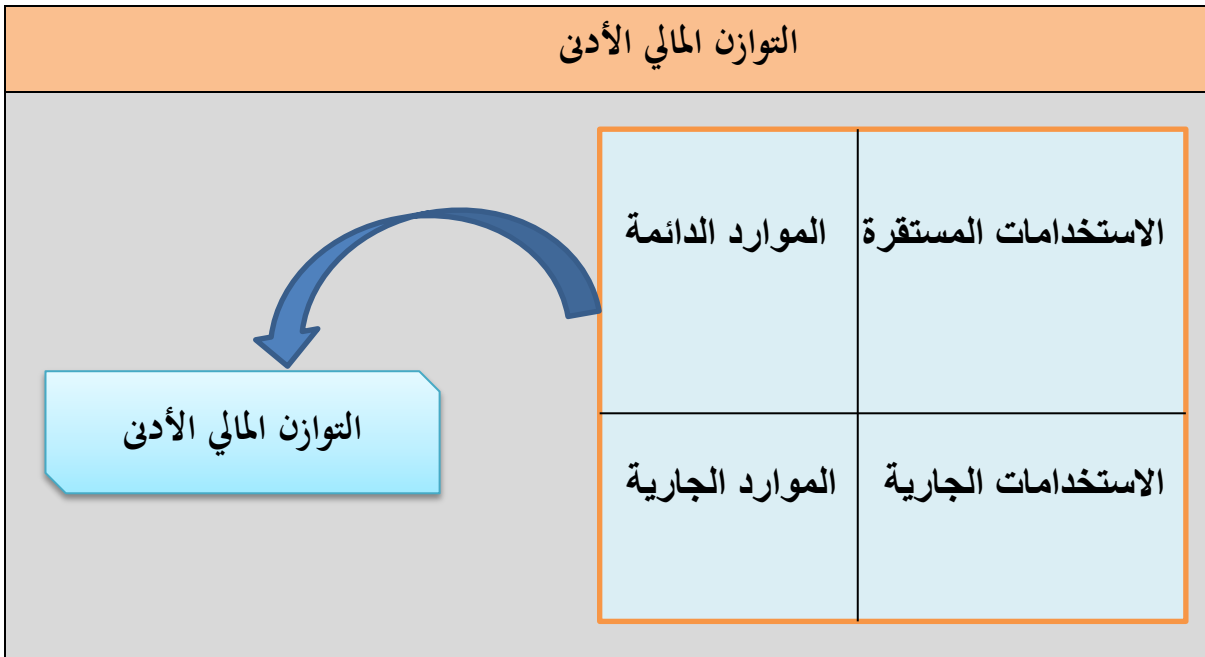 التوازن المالي الأدنى
الاستخدامات المستقرة
الموارد الدائمة
التوازن المالي الأدنى
الاستخدامات الجارية
الموارد الجارية